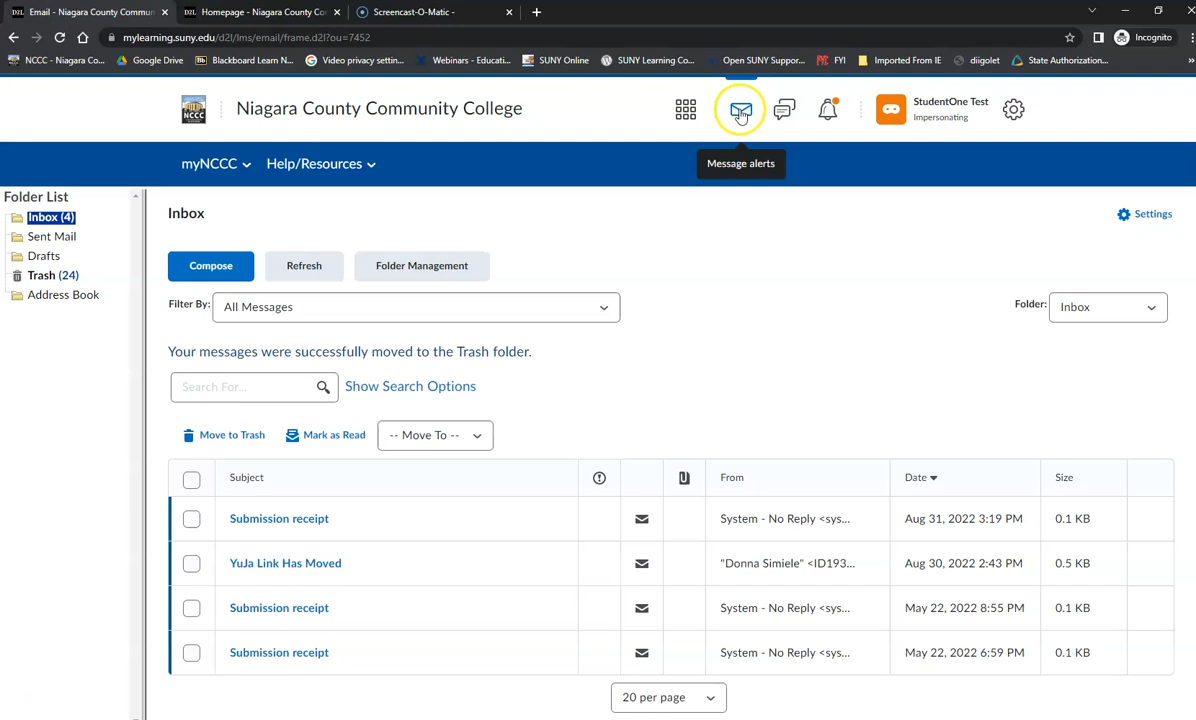 D2L Email - Niagara County Commun
D2L Homepage - Niagara County Co
Screencast-O-Matic -
mylearning.suny.edu/d2l/lms/email/frame.d2l?ou=7452
Incognito
NCCC - Niagara Co...
Google Drive
Bb Blackboard Learn N...
G Video privacy settin...
Webinars - Educati...
SUNY Online
SUNY Learning Co...
Open SUNY Suppor...
FYI
Imported From IE
diigolet
State Authorization...
»
NCCC
Niagara County Community College
StudentOne Test
Impersonating
myNCCC
Help/Resources
Message alerts
Folder List
Inbox (4)
Sent Mail
Drafts
Trash (24)
Address Book
Inbox
Settings
Compose
Refresh
Folder Management
Filter By:
All Messages
Folder:
Inbox
Your messages were successfully moved to the Trash folder.
Search For...
Show Search Options
Move to Trash
Mark as Read
-- Move To --
Subject
From
Date
Size
Submission receipt
System - No Reply <sys...
Aug 31, 2022 3:19 PM
0.1 KB
YuJa Link Has Moved
"Donna Simiele" <ID193...
Aug 30, 2022 2:43 PM
0.5 KB
Submission receipt
System - No Reply <sys...
May 22, 2022 8:55 PM
0.1 KB
Submission receipt
System - No Reply <sys...
May 22, 2022 6:59 PM
0.1 KB
20 per page